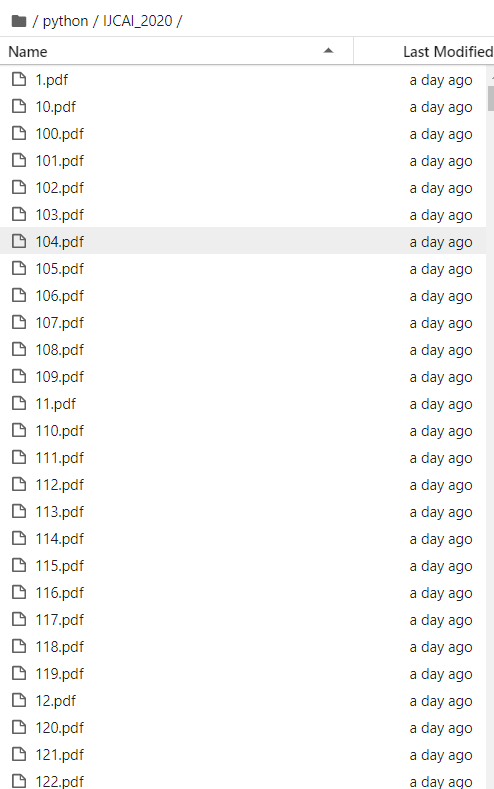 / python / IJCAI_2020 /
Name Last Modified
1.pdf a day ago
10.pdf a day ago
100.pdf a day ago
101.pdf a day ago
102.pdf a day ago
103.pdf a day ago
104.pdf a day ago
105.pdf a day ago
106.pdf a day ago
107.pdf a day ago
108.pdf a day ago
109.pdf a day ago
11.pdf a day ago
110.pdf a day ago
111.pdf a day ago
112.pdf a day ago
113.pdf a day ago
114.pdf a day ago
115.pdf a day ago
116.pdf a day ago
117.pdf a day ago
118.pdf a day ago
119.pdf a day ago
12.pdf a day ago
120.pdf a day ago
121.pdf a day ago
122.pdf a day ago